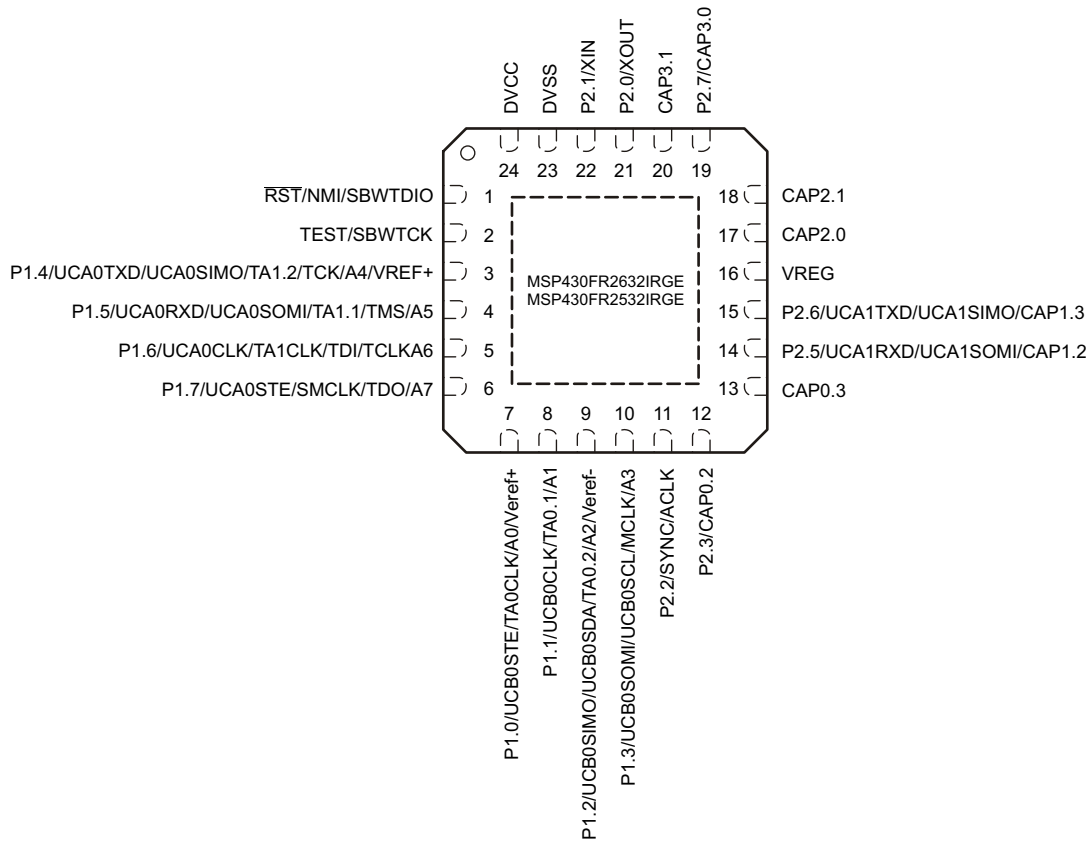 DVCC
DVSS
P2.1/XIN
P2.0/XOUT
CAP3.1
P2.7/CAP3.0
24
23
22
21
20
19
RST/NMI/SBWTDIO
1
TEST/SBWTCK
2
P1.4/UCA0TXD/UCA0SIMO/TA1.2/TCK/A4/VREF+
3
P1.5/UCA0RXD/UCA0SOMI/TA1.1/TMS/A5
4
P1.6/UCA0CLK/TA1CLK/TDI/TCLKA6
5
P1.7/UCA0STE/SMCLK/TDO/A7
6
MSP430FR2632IRGE
MSP430FR2532IRGE
18
CAP2.1
17
CAP2.0
16
VREG
15
P2.6/UCA1TXD/UCA1SIMO/CAP1.3
14
P2.5/UCA1RXD/UCA1SOMI/CAP1.2
13
CAP0.3
7
8
9
10
11
12
P1.0/UCB0STE/TA0CLK/A0/Veref+
P1.1/UCB0CLK/TA0.1/A1
P1.2/UCB0SIMO/UCB0SDA/TA0.2/A2/Veref-
P1.3/UCB0SOMI/UCB0SCL/MCLK/A3
P2.2/SYNC/ACLK
P2.3/CAP0.2